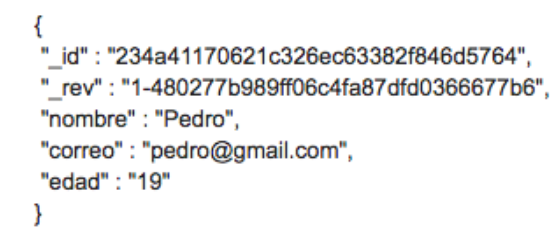 {
"_id" : "234a41170621c326ec63382f846d5764",
"_rev" : "1-480277b989ff06c4fa87dfd0366677b6",
"nombre" : "Pedro",
"correo" : "pedro@gmail.com",
"edad" : "19"
}